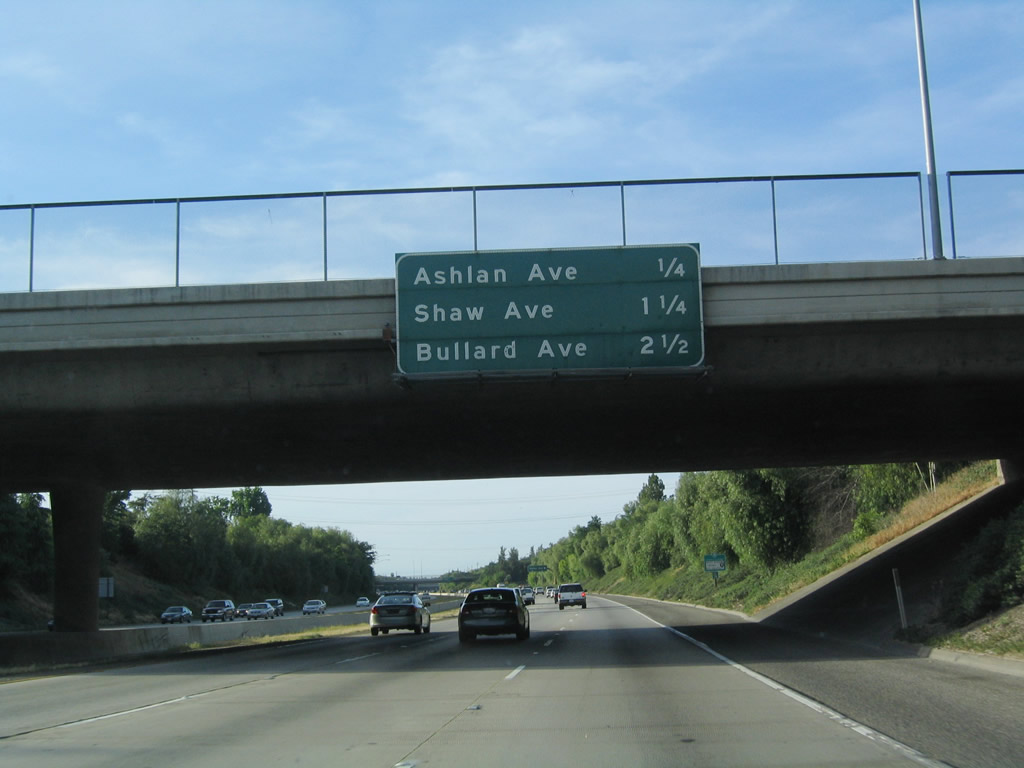 Ashlan Ave ¼
Shaw Ave 1 ¼
Bullard Ave 2 ½